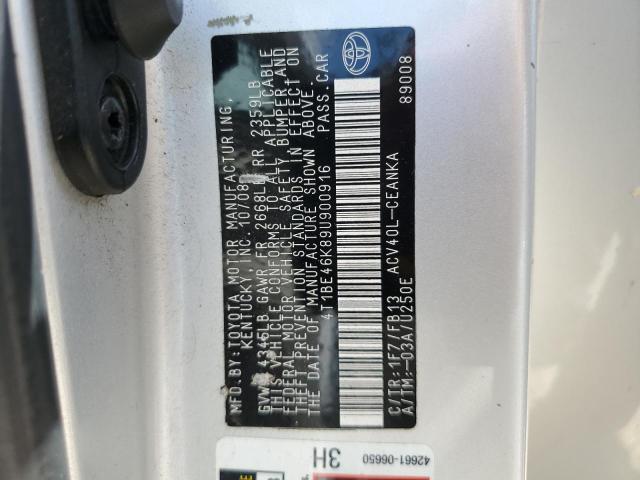 MFD.BY:TOYOTA MOTOR MANUFACTURING,
KENTUCKY, INC. 10/08
GVWR 4345LB GAWR FR 2668LB RR 2359LB
THIS VEHICLE CONFORMS TO ALL APPLICABLE
FEDERAL MOTOR VEHICLE SAFETY BUMPER AND
THEFT PREVENTION STANDARDS IN EFFECT ON
THE DATE OF MANUFACTURE SHOWN ABOVE.
4T1BE46K89U900916 PASS.CAR
C/TR:1F7/FB13 ACV40L-CEANKA
A/TM:-03A/U250E 89008
3H
42661-06650